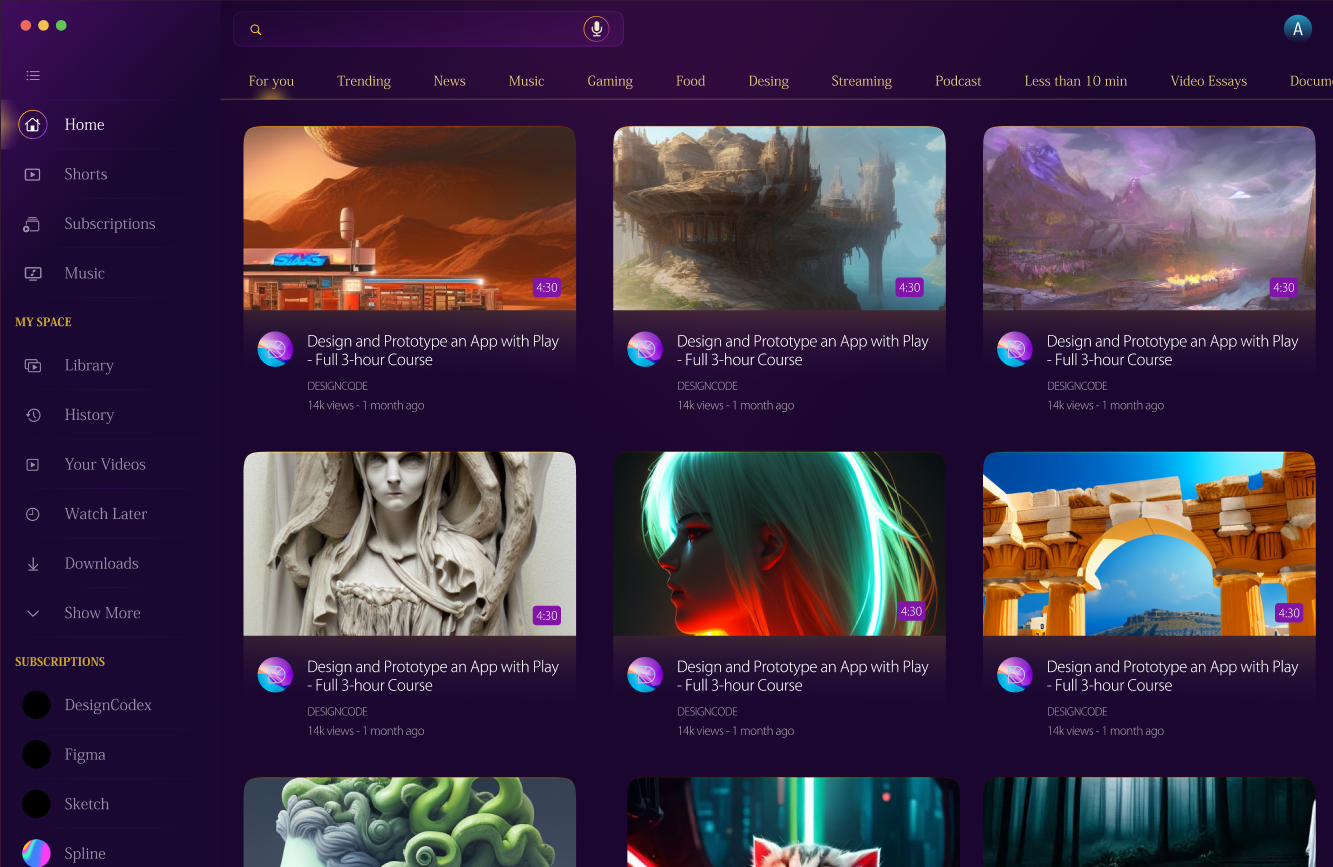 A
For you Trending News Music Gaming Food Desing Streaming Podcast Less than 10 min Video Essays Docum
Home
Shorts
Subscriptions
Music
MY SPACE
Library
History
Your Videos
Watch Later
Downloads
Show More
SUBSCRIPTIONS
DesignCodex
Figma
Sketch
Spline
4:30
Design and Prototype an App with Play
- Full 3-hour Course
DESIGNCODE
14k views - 1 month ago
4:30
Design and Prototype an App with Play
- Full 3-hour Course
DESIGNCODE
14k views - 1 month ago
4:30
Design and Prototype an App with Play
- Full 3-hour Course
DESIGNCODE
14k views - 1 month ago
4:30
Design and Prototype an App with Play
- Full 3-hour Course
DESIGNCODE
14k views - 1 month ago
4:30
Design and Prototype an App with Play
- Full 3-hour Course
DESIGNCODE
14k views - 1 month ago
4:30
Design and Prototype an App with Play
- Full 3-hour Course
DESIGNCODE
14k views - 1 month ago